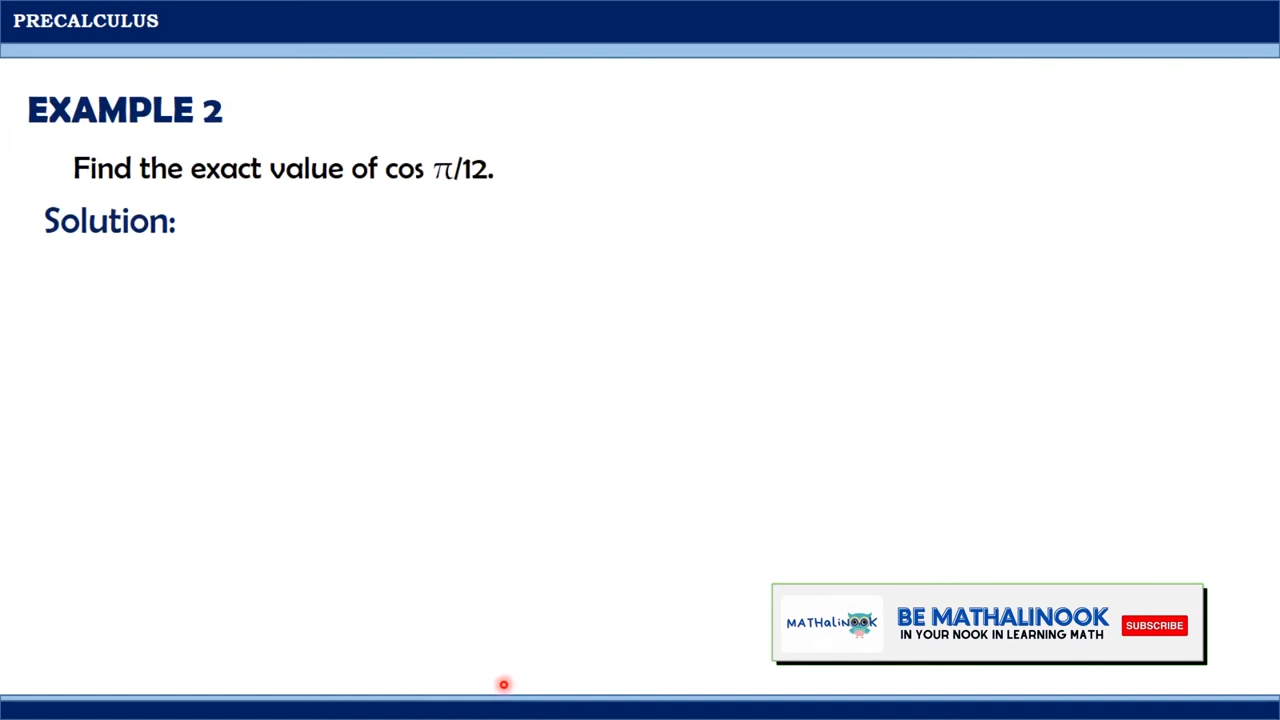 PRECALCULUS
EXAMPLE 2
Find the exact value of cos π/12.
Solution:
MATHaliNOOK
BE MATHALINOOK
IN YOUR NOOK IN LEARNING MATH
SUBSCRIBE